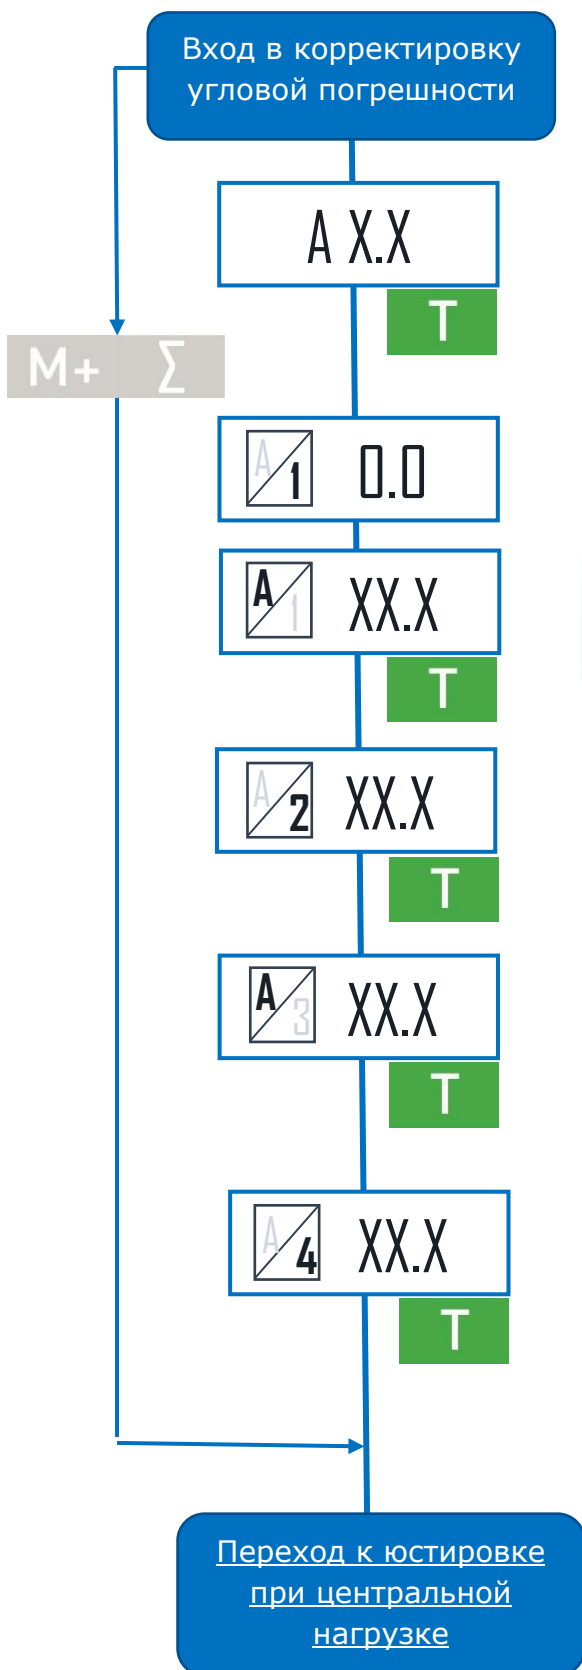 Вход в корректировку
угловой погрешности
A X.X
T
M+ Σ
A/1 0.0
A/1 XX.X
T
A/2 XX.X
T
A/3 XX.X
T
A/4 XX.X
T
Переход к юстировке
при центральной
нагрузке